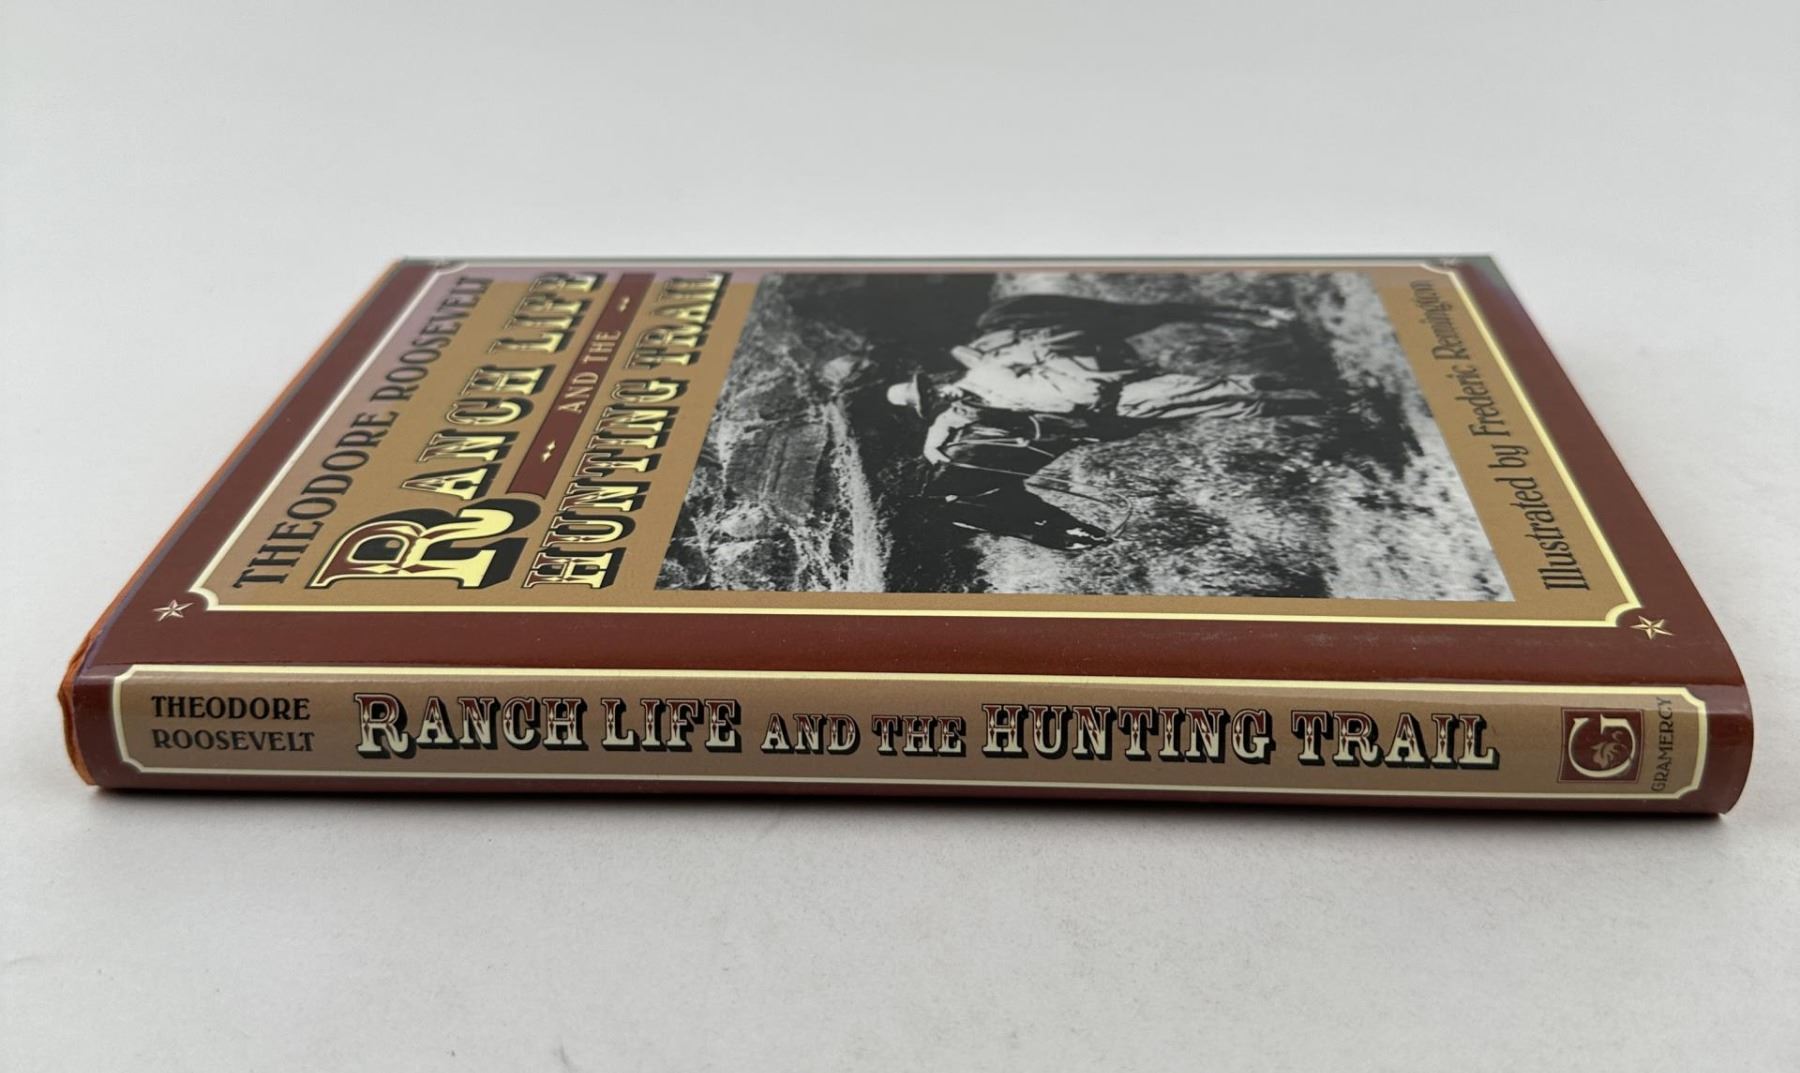 THEODORE ROOSEVELT
RANCH LIFE
AND THE
HUNTING TRAIL
Illustrated by Frederic Remington
THEODORE
ROOSEVELT
RANCH LIFE AND THE HUNTING TRAIL
G
GRAMERCY